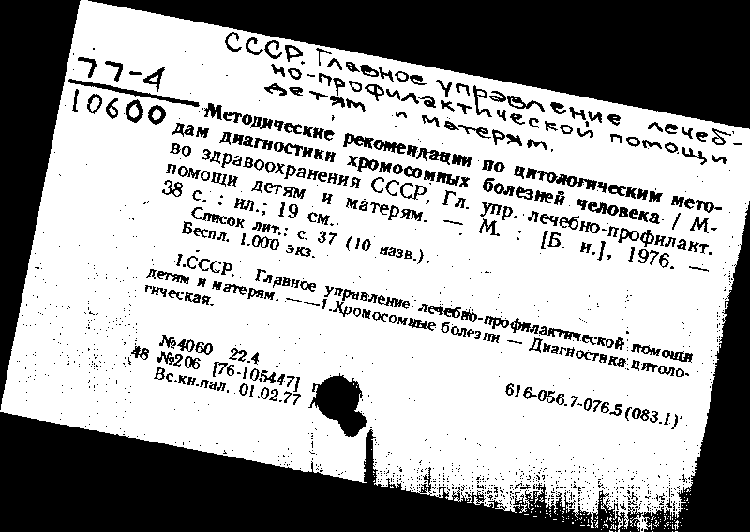 СССР. Главное управление лечеб-
но-профилактической помощи
детям и матерям.
77-4
10600
Методические рекомендации по цитологическим мето-
дам диагностики хромосомных болезней человека / М-
во здравоохранения СССР, Гл. упр. лечебно-профилакт.
помощи детям и матерям. — М. : [Б. и.], 1976. —
38 с. : ил.; 19 см.
Список лит.: с. 37 (10 назв.).
Беспл. 1.000 экз.
I.СССР. Главное управление лечебно-профилактической помощи
детям и матерям. ——1.Хромосомные болезни — Диагностика цитоло-
гическая.
№4060 22.4
48 №206 [76-105447]
Вс.кн.пал. 01.02.77
616-056.7-076.5(083.1)